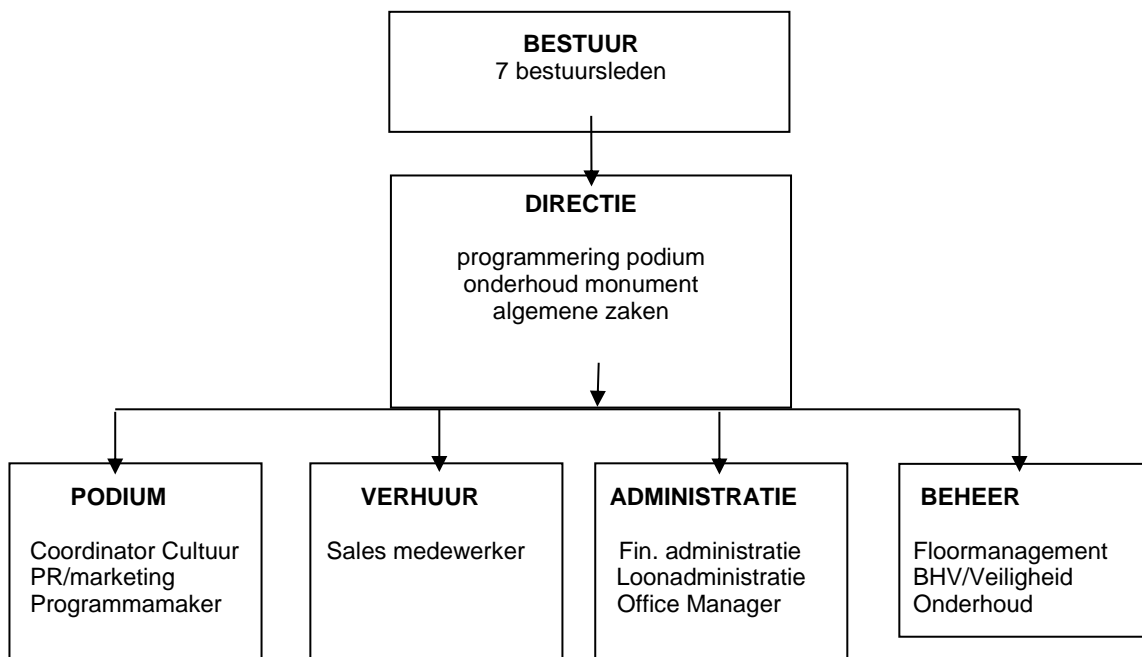 BESTUUR
7 bestuursleden
DIRECTIE
programmering podium
onderhoud monument
algemene zaken
PODIUM
Coordinator Cultuur
PR/marketing
Programmamaker
VERHUUR
Sales medewerker
ADMINISTRATIE
Fin. administratie
Loonadministratie
Office Manager
BEHEER
Floormanagement
BHV/Veiligheid
Onderhoud